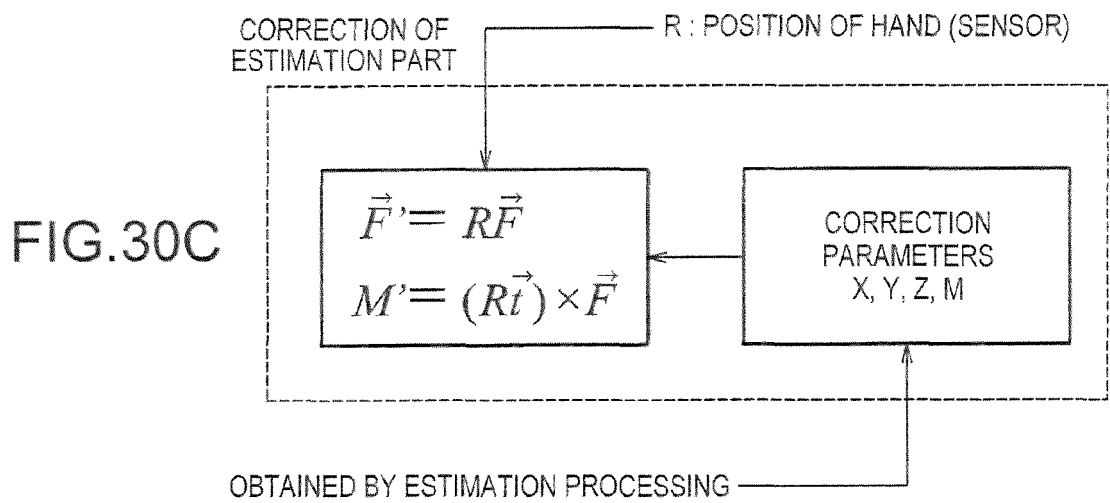 CORRECTION OF
ESTIMATION PART
R : POSITION OF HAND (SENSOR)
FIG.30C
F⃗'= RF⃗
M'= (Rt⃗) × F⃗
CORRECTION
PARAMETERS
X, Y, Z, M
OBTAINED BY ESTIMATION PROCESSING